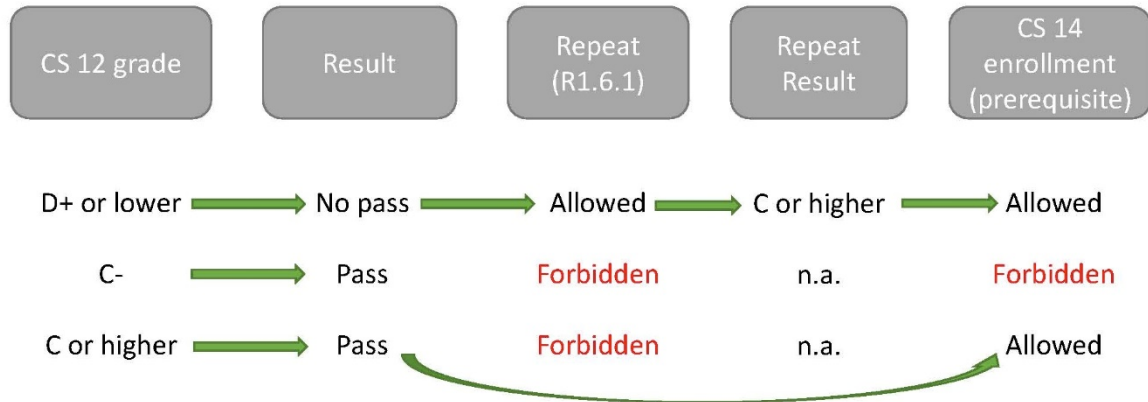 CS 12 grade
Result
Repeat
(R1.6.1)
Repeat
Result
CS 14
enrollment
(prerequisite)
D+ or lower No pass Allowed C or higher Allowed
C- Pass Forbidden n.a. Forbidden
C or higher Pass Forbidden n.a. Allowed